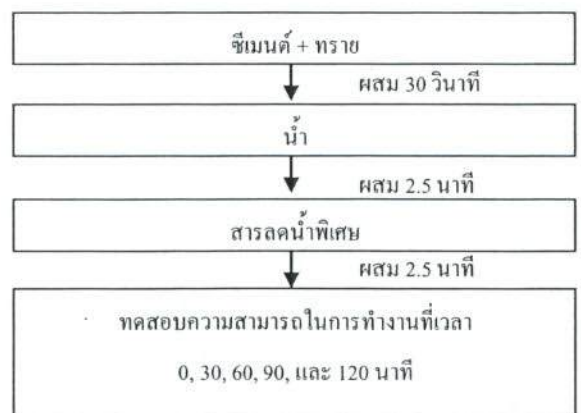 ซีเมนต์ + ทราย
ผสม 30 วินาที
น้ำ
ผสม 2.5 นาที
สารลดน้ำพิเศษ
ผสม 2.5 นาที
ทดสอบความสามารถในการทำงานที่เวลา
0, 30, 60, 90, และ 120 นาที